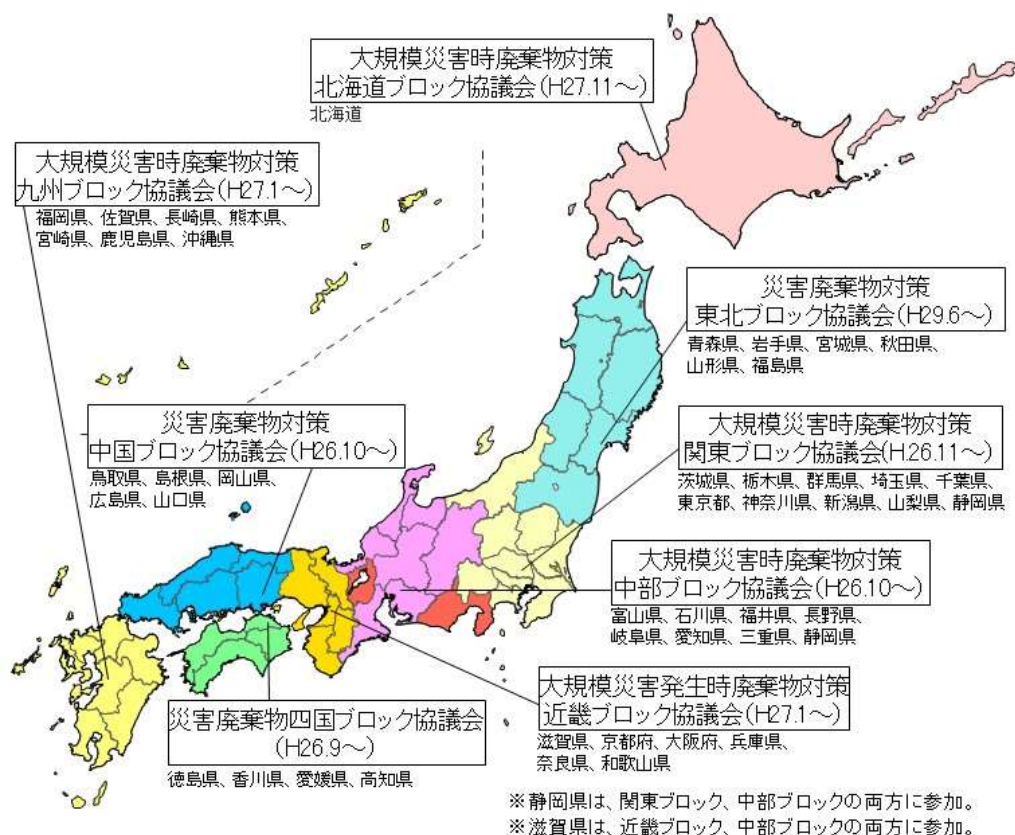 大規模災害時廃棄物対策
北海道ブロック協議会(H27.11～)
北海道
大規模災害時廃棄物対策
九州ブロック協議会(H27.1～)
福岡県、佐賀県、長崎県、熊本県、
宮崎県、鹿児島県、沖縄県
災害廃棄物対策
東北ブロック協議会(H29.6～)
青森県、岩手県、宮城県、秋田県、
山形県、福島県
災害廃棄物対策
中国ブロック協議会(H26.10～)
鳥取県、島根県、岡山県、
広島県、山口県
大規模災害時廃棄物対策
関東ブロック協議会(H.26.11～)
茨城県、栃木県、群馬県、埼玉県、千葉県、
東京都、神奈川県、新潟県、山梨県、静岡県
大規模災害時廃棄物対策
中部ブロック協議会(H26.10～)
富山県、石川県、福井県、長野県、
岐阜県、愛知県、三重県、静岡県
大規模災害発生時廃棄物対策
近畿ブロック協議会(H27.1～)
滋賀県、京都府、大阪府、兵庫県、
奈良県、和歌山県
災害廃棄物四国ブロック協議会
(H26.9～)
徳島県、香川県、愛媛県、高知県
※静岡県は、関東ブロック、中部ブロックの両方に参加。
※滋賀県は、近畿ブロック、中部ブロックの両方に参加。